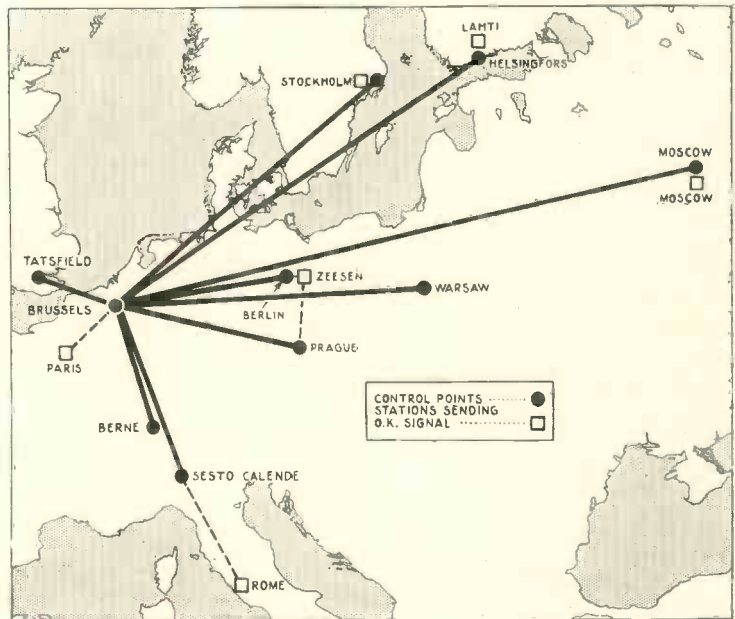 LAHTI
HELSINGFORS
STOCKHOLM
MOSCOW
MOSCOW
TATSFIELD
ZEESEN
BERLIN
WARSAW
BRUSSELS
PRAGUE
PARIS
CONTROL POINTS
STATIONS SENDING
O.K. SIGNAL
BERNE
SESTO CALENDE
ROME